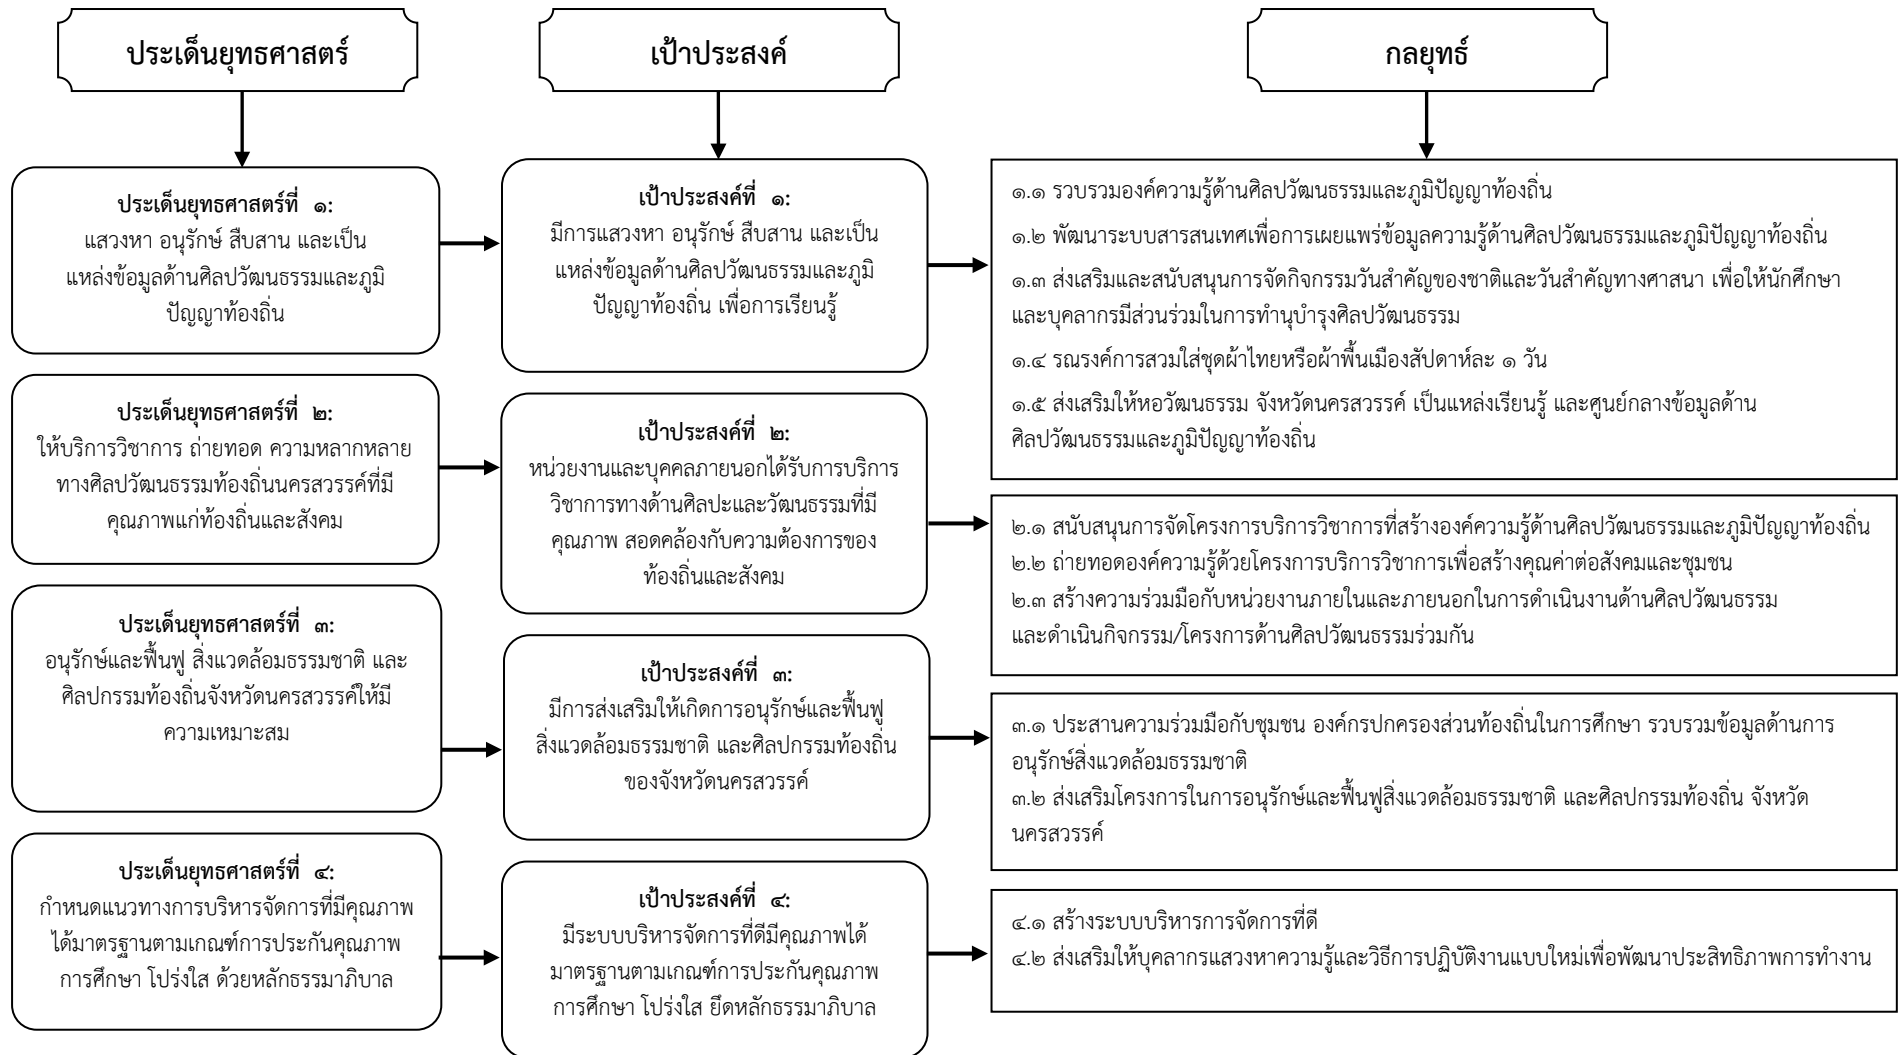 ประเด็นยุทธศาสตร์
เป้าประสงค์
กลยุทธ์
ประเด็นยุทธศาสตร์ที่ ๑:
แสวงหา อนุรักษ์ สืบสาน และเป็น
แหล่งข้อมูลด้านศิลปวัฒนธรรมและภูมิ
ปัญญาท้องถิ่น
เป้าประสงค์ที่ ๑:
มีการแสวงหา อนุรักษ์ สืบสาน และเป็น
แหล่งข้อมูลด้านศิลปวัฒนธรรมและภูมิ
ปัญญาท้องถิ่น เพื่อการเรียนรู้
๑.๑ รวบรวมองค์ความรู้ด้านศิลปวัฒนธรรมและภูมิปัญญาท้องถิ่น
๑.๒ พัฒนาระบบสารสนเทศเพื่อการเผยแพร่ข้อมูลความรู้ด้านศิลปวัฒนธรรมและภูมิปัญญาท้องถิ่น
๑.๓ ส่งเสริมและสนับสนุนการจัดกิจกรรมวันสำคัญของชาติและวันสำคัญทางศาสนา เพื่อให้นักศึกษา
และบุคลากรมีส่วนร่วมในการทำนุบำรุงศิลปวัฒนธรรม
๑.๔ รณรงค์การสวมใส่ชุดผ้าไทยหรือผ้าพื้นเมืองสัปดาห์ละ ๑ วัน
๑.๕ ส่งเสริมให้หอวัฒนธรรม จังหวัดนครสวรรค์ เป็นแหล่งเรียนรู้ และศูนย์กลางข้อมูลด้าน
ศิลปวัฒนธรรมและภูมิปัญญาท้องถิ่น
ประเด็นยุทธศาสตร์ที่ ๒:
ให้บริการวิชาการ ถ่ายทอด ความหลากหลาย
ทางศิลปวัฒนธรรมท้องถิ่นนครสวรรค์ที่มี
คุณภาพแก่ท้องถิ่นและสังคม
เป้าประสงค์ที่ ๒:
หน่วยงานและบุคคลภายนอกได้รับการบริการ
วิชาการทางด้านศิลปะและวัฒนธรรมที่มี
คุณภาพ สอดคล้องกับความต้องการของ
ท้องถิ่นและสังคม
๒.๑ สนับสนุนการจัดโครงการบริการวิชาการที่สร้างองค์ความรู้ด้านศิลปวัฒนธรรมและภูมิปัญญาท้องถิ่น
๒.๒ ถ่ายทอดองค์ความรู้ด้วยโครงการบริการวิชาการเพื่อสร้างคุณค่าต่อสังคมและชุมชน
๒.๓ สร้างความร่วมมือกับหน่วยงานภายในและภายนอกในการดำเนินงานด้านศิลปวัฒนธรรม
และดำเนินกิจกรรม/โครงการด้านศิลปวัฒนธรรมร่วมกัน
ประเด็นยุทธศาสตร์ที่ ๓:
อนุรักษ์และฟื้นฟู สิ่งแวดล้อมธรรมชาติ และ
ศิลปกรรมท้องถิ่นจังหวัดนครสวรรค์ให้มี
ความเหมาะสม
เป้าประสงค์ที่ ๓:
มีการส่งเสริมให้เกิดการอนุรักษ์และฟื้นฟู
สิ่งแวดล้อมธรรมชาติ และศิลปกรรมท้องถิ่น
ของจังหวัดนครสวรรค์
๓.๑ ประสานความร่วมมือกับชุมชน องค์กรปกครองส่วนท้องถิ่นในการศึกษา รวบรวมข้อมูลด้านการ
อนุรักษ์สิ่งแวดล้อมธรรมชาติ
๓.๒ ส่งเสริมโครงการในการอนุรักษ์และฟื้นฟูสิ่งแวดล้อมธรรมชาติ และศิลปกรรมท้องถิ่น จังหวัด
นครสวรรค์
ประเด็นยุทธศาสตร์ที่ ๔:
กำหนดแนวทางการบริหารจัดการที่มีคุณภาพ
ได้มาตรฐานตามเกณฑ์การประกันคุณภาพ
การศึกษา โปร่งใส ด้วยหลักธรรมาภิบาล
เป้าประสงค์ที่ ๔:
มีระบบบริหารจัดการที่ดีมีคุณภาพได้
มาตรฐานตามเกณฑ์การประกันคุณภาพ
การศึกษา โปร่งใส ยึดหลักธรรมาภิบาล
๔.๑ สร้างระบบบริหารการจัดการที่ดี
๔.๒ ส่งเสริมให้บุคลากรแสวงหาความรู้และวิธีการปฏิบัติงานแบบใหม่เพื่อพัฒนาประสิทธิภาพการทำงาน